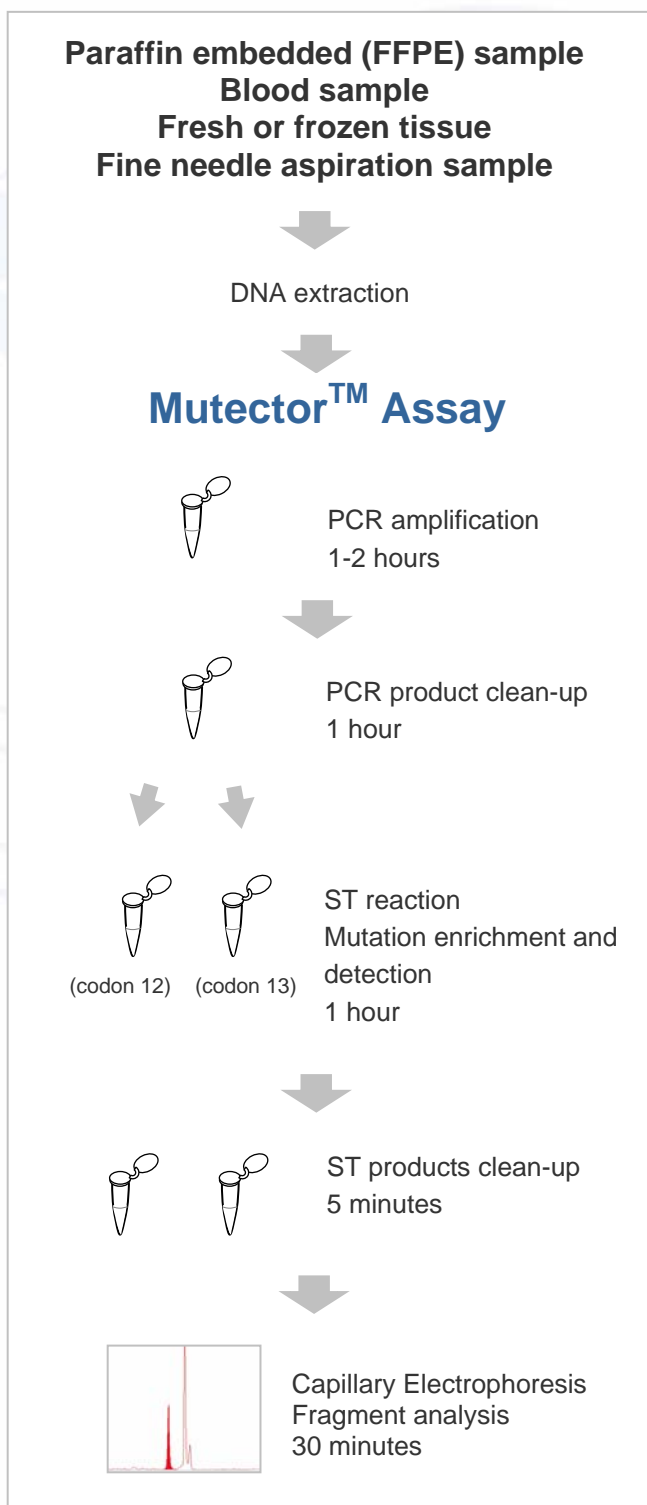 Paraffin embedded (FFPE) sample
Blood sample
Fresh or frozen tissue
Fine needle aspiration sample
DNA extraction
Mutector™ Assay
PCR amplification
1-2 hours
PCR product clean-up
1 hour
ST reaction
Mutation enrichment and
detection
1 hour
(codon 12) (codon 13)
ST products clean-up
5 minutes
Capillary Electrophoresis
Fragment analysis
30 minutes